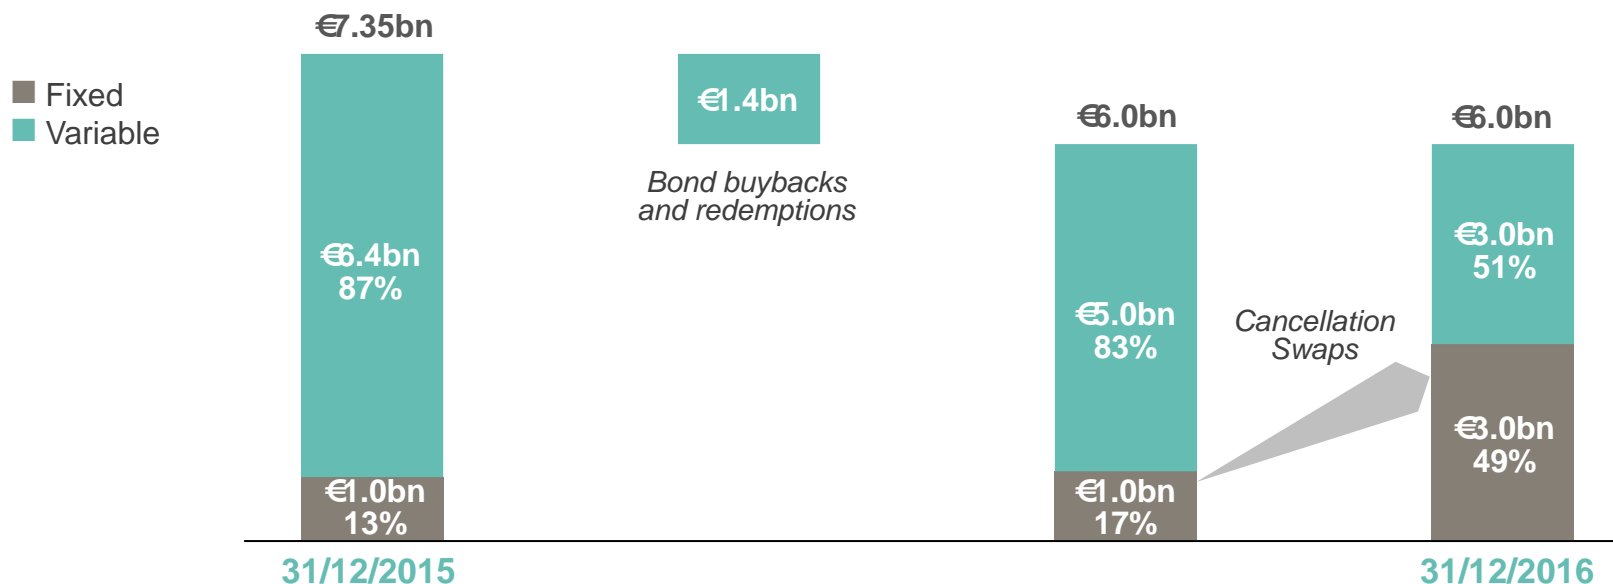 €7.35bn
Fixed
Variable
€6.4bn
87%
€1.0bn
13%
31/12/2015
€1.4bn
Bond buybacks
and redemptions
€6.0bn
€5.0bn
83%
€1.0bn
17%
Cancellation
Swaps
€6.0bn
€3.0bn
51%
€3.0bn
49%
31/12/2016